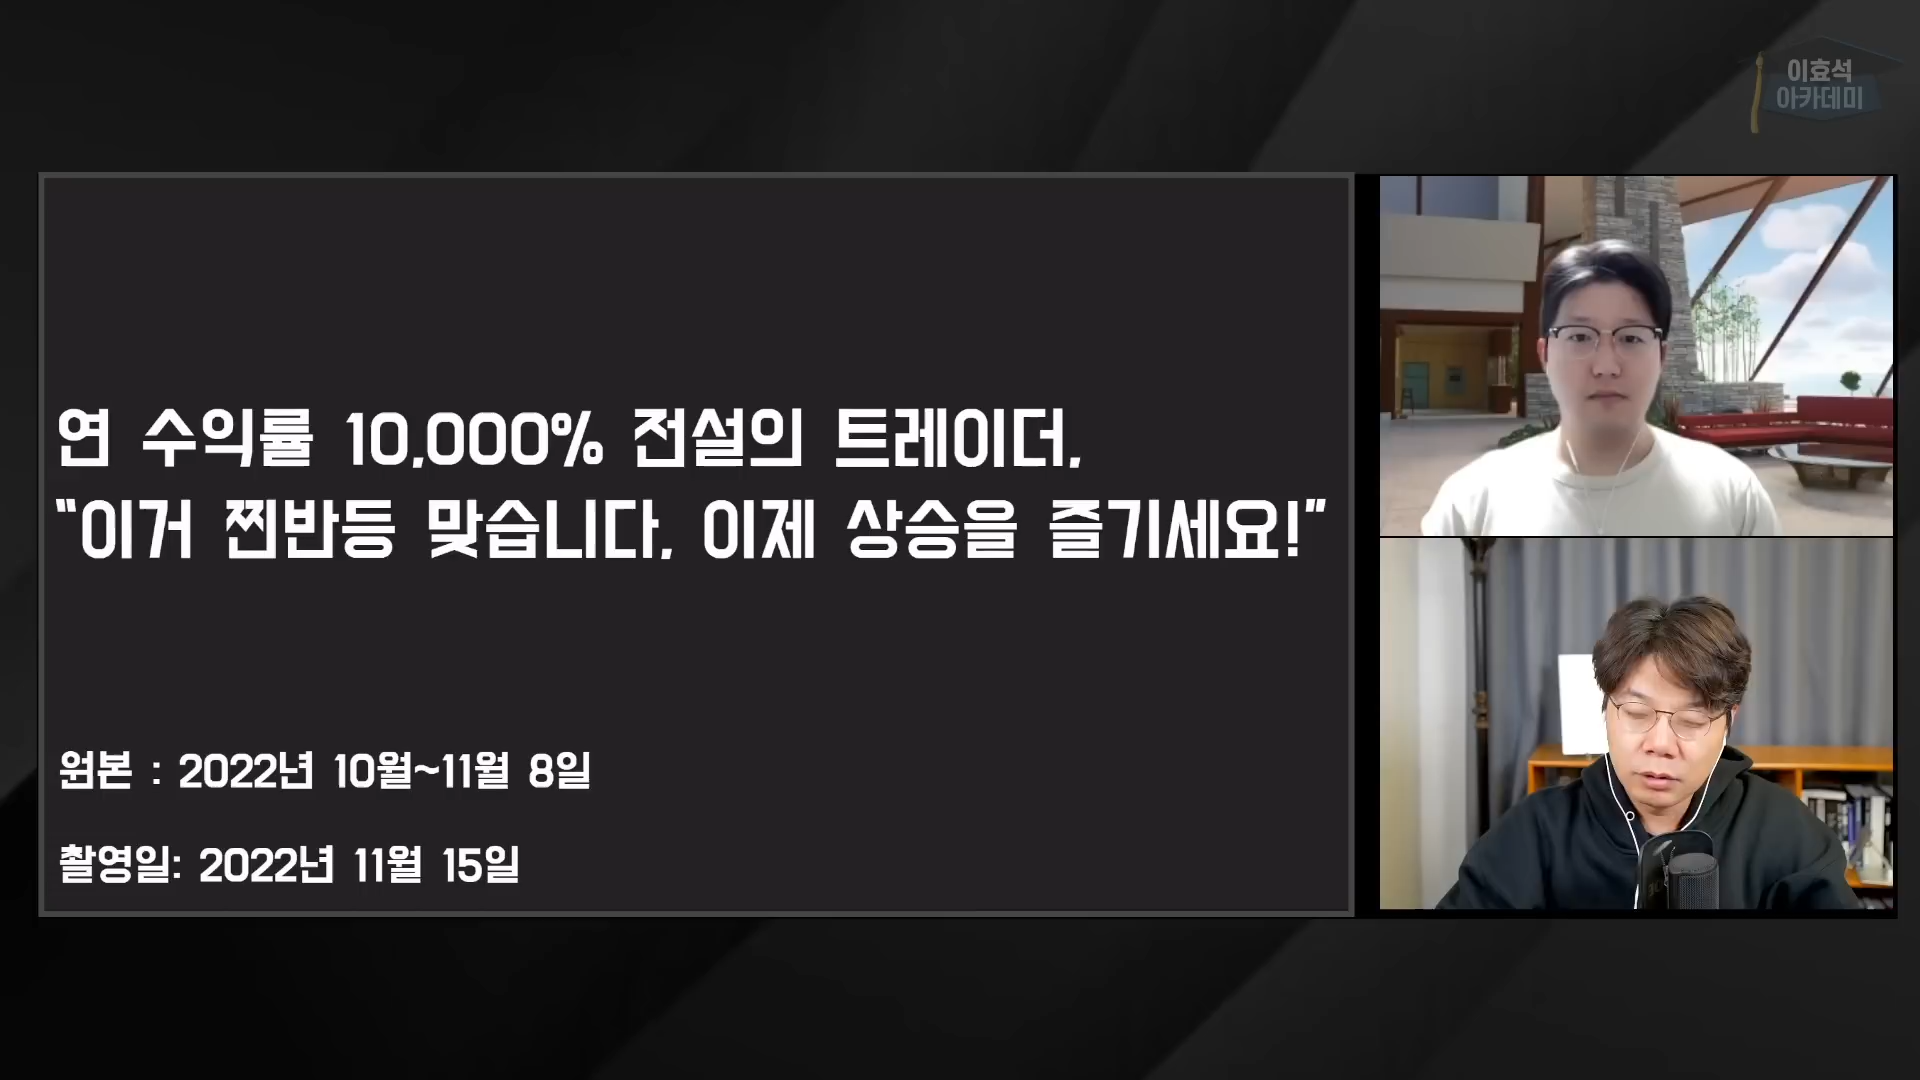 이효석
아카데미
연 수익률 10,000% 전설의 트레이더,
“이거 찐반등 맞습니다, 이제 상승을 즐기세요!”
원본 : 2022년 10월~11월 8일
촬영일: 2022년 11월 15일